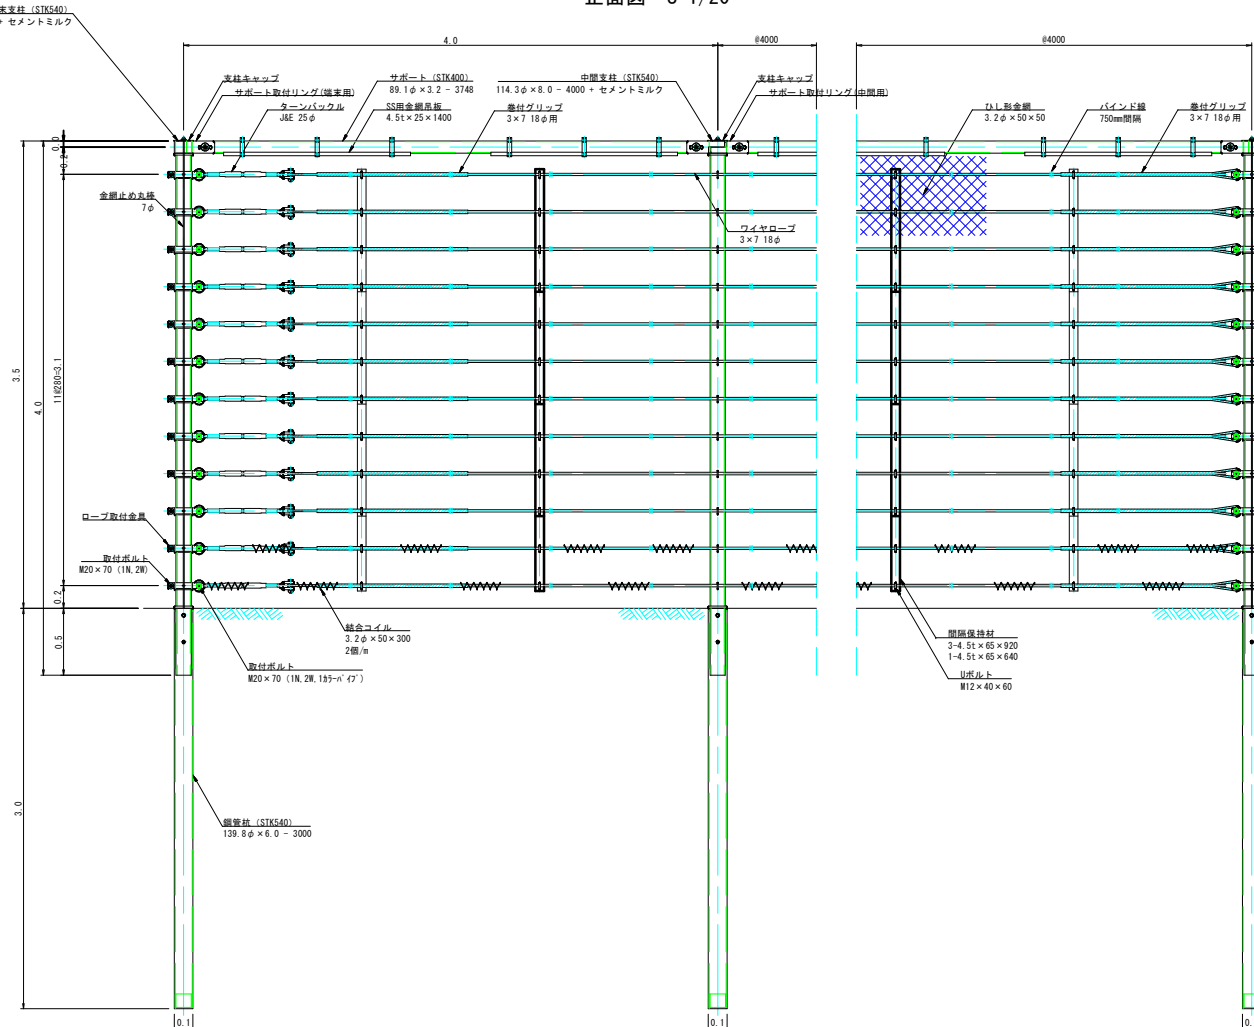 正面図 S=1/20
末支柱 (STK540)
+ セメントミルク
4.0
@4000
@4000
支柱キャップ
サポート取付リング(端末用)
ターンバックル
J&E 25φ
サポート (STK400)
89.1φ×3.2 - 3748
SS用金網吊板
4.5t×25×1400
中間支柱 (STK540)
114.3φ×8.0 - 4000 + セメントミルク
巻付グリップ
3×7 18φ用
支柱キャップ
サポート取付リング(中間用)
ひし形金網
3.2φ×50×50
バインド線
750mm間隔
巻付グリップ
3×7 18φ用
0.0
0.2
金網止め丸棒
7φ
ワイヤロープ
3×7 18φ
3.5
4.0
11@280=3.1
ロープ取付金具
取付ボルト
M20×70 (1N,2W)
0.2
0.5
結合コイル
3.2φ×50×300
2個/m
取付ボルト
M20×70 (1N,2W,1カラーパイプ)
間隔保持材
3-4.5t×65×920
1-4.5t×65×640
Uボルト
M12×40×60
3.0
鋼管杭 (STK540)
139.8φ×6.0 - 3000
0.1
0.1
0.